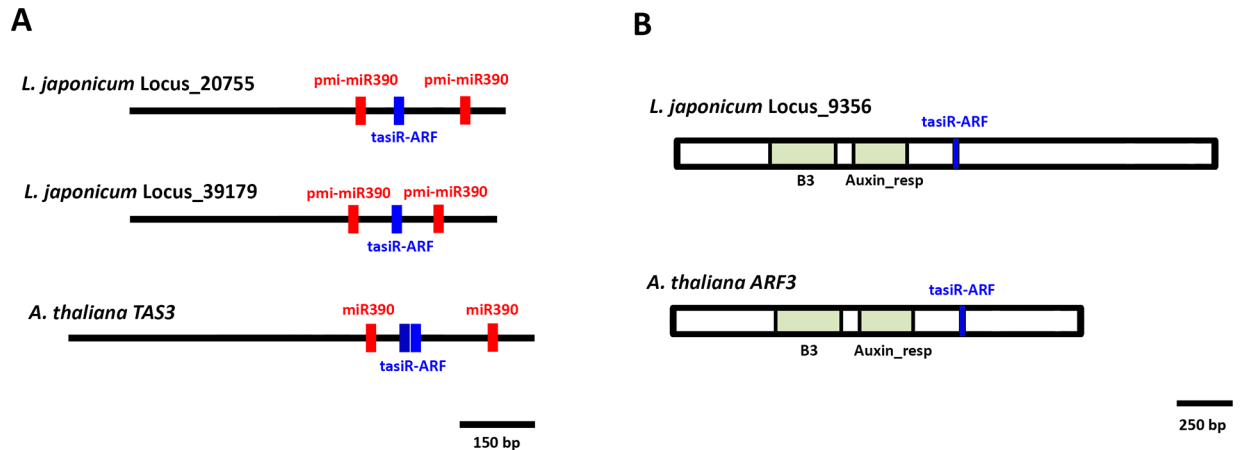 A
L. japonicum Locus_20755
pmi-miR390 pmi-miR390
tasiR-ARF
L. japonicum Locus_39179
pmi-miR390 pmi-miR390
tasiR-ARF
A. thaliana TAS3
miR390 miR390
tasiR-ARF
150 bp
B
L. japonicum Locus_9356
tasiR-ARF
B3 Auxin_resp
A. thaliana ARF3
tasiR-ARF
B3 Auxin_resp
250 bp